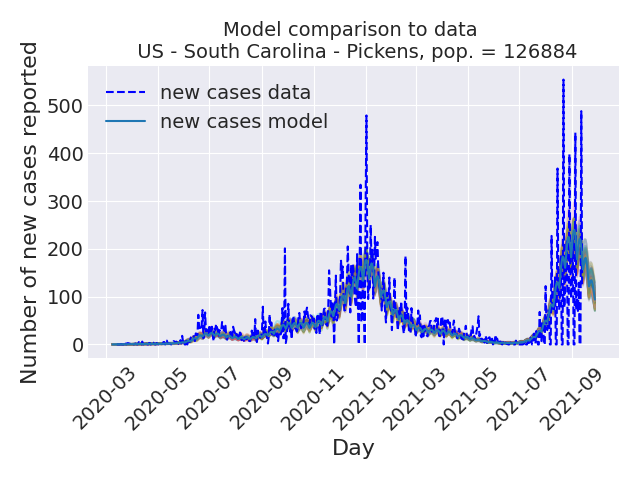 Model comparison to data
US - South Carolina - Pickens, pop. = 126884
Number of new cases reported
new cases data
new cases model
500
400
300
200
100
0
2020-03
2020-05
2020-07
2020-09
2020-11
2021-01
2021-03
2021-05
2021-07
2021-09
Day